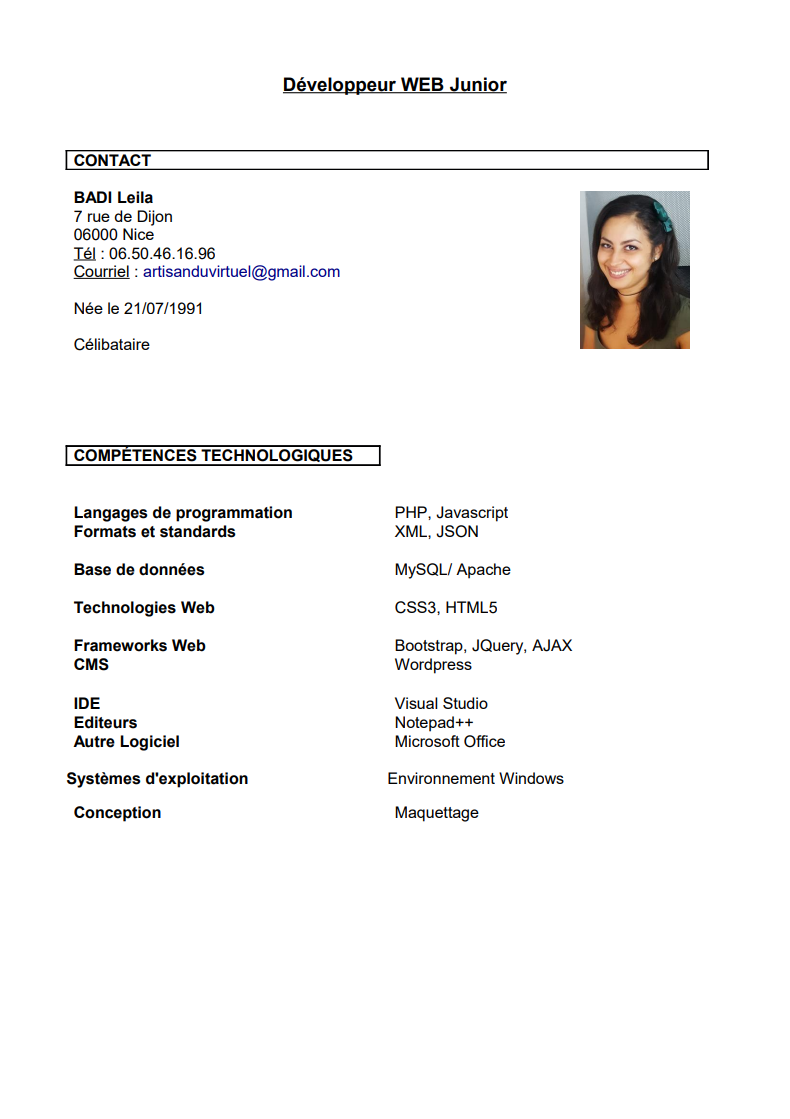 Développeur WEB Junior
CONTACT
BADI Leila
7 rue de Dijon
06000 Nice
Tél : 06.50.46.16.96
Courriel : artisanduvirtuel@gmail.com
Née le 21/07/1991
Célibataire
COMPÉTENCES TECHNOLOGIQUES
Langages de programmation PHP, Javascript
Formats et standards XML, JSON
Base de données MySQL/ Apache
Technologies Web CSS3, HTML5
Frameworks Web Bootstrap, JQuery, AJAX
CMS Wordpress
IDE Visual Studio
Editeurs Notepad++
Autre Logiciel Microsoft Office
Systèmes d'exploitation Environnement Windows
Conception Maquettage